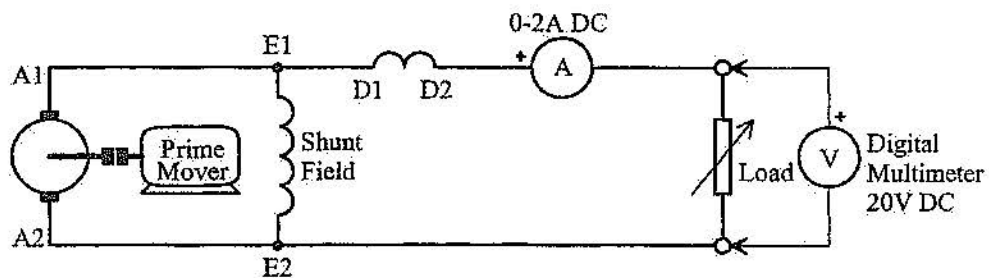 0-2A DC
E1
A1
+
A
D1
D2
+
Prime
Mover
Shunt
Field
Load
V
Digital
Multimeter
20V DC
A2
E2